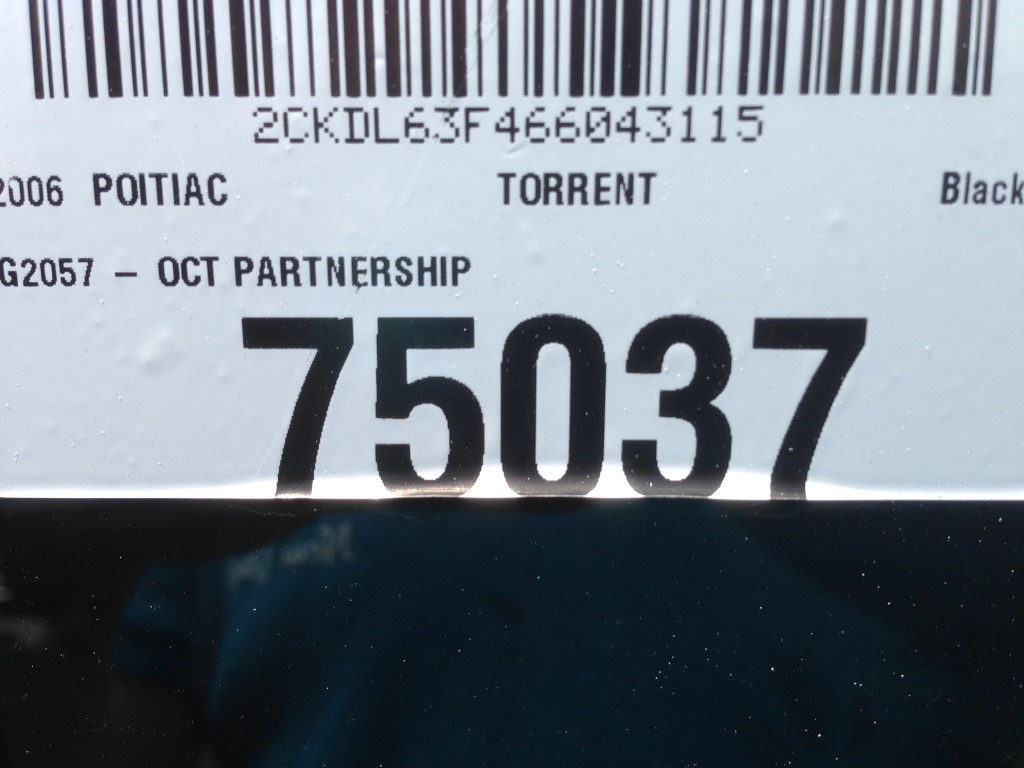 2CKDL63F466043115
2006 POITIAC TORRENT Black
G2057 – OCT PARTNERSHIP
75037